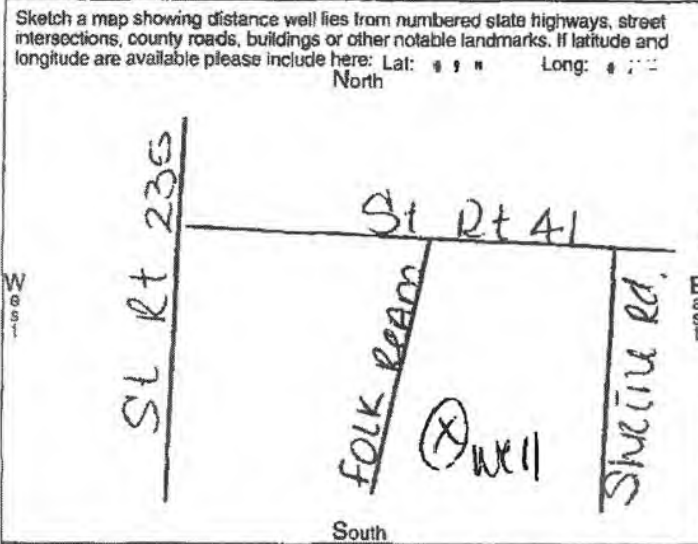 Sketch a map showing distance well lies from numbered state highways, street
intersections, county roads, buildings or other notable landmarks. If latitude and
longitude are available please include here: Lat: Long:
North
St Rt 235
St Rt 41
West
East
FOLK REAM
Shrine Rd.
X well
South